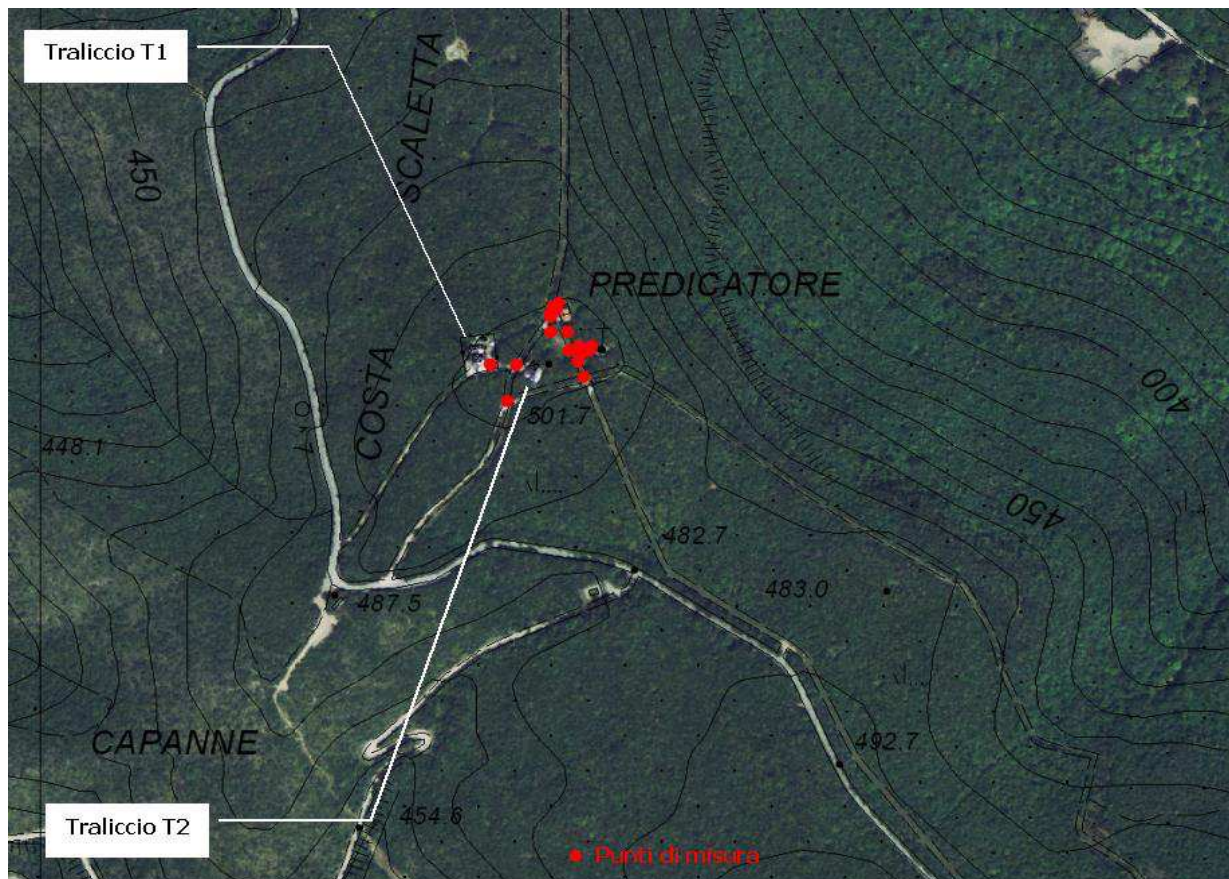 Traliccio T1
SCALETTA
450
PREDICATORE
COSTA
400
501.7
448.1
450
482.7
483.0
487.5
CAPANNE
492.7
454.6
Traliccio T2
Punti di misura